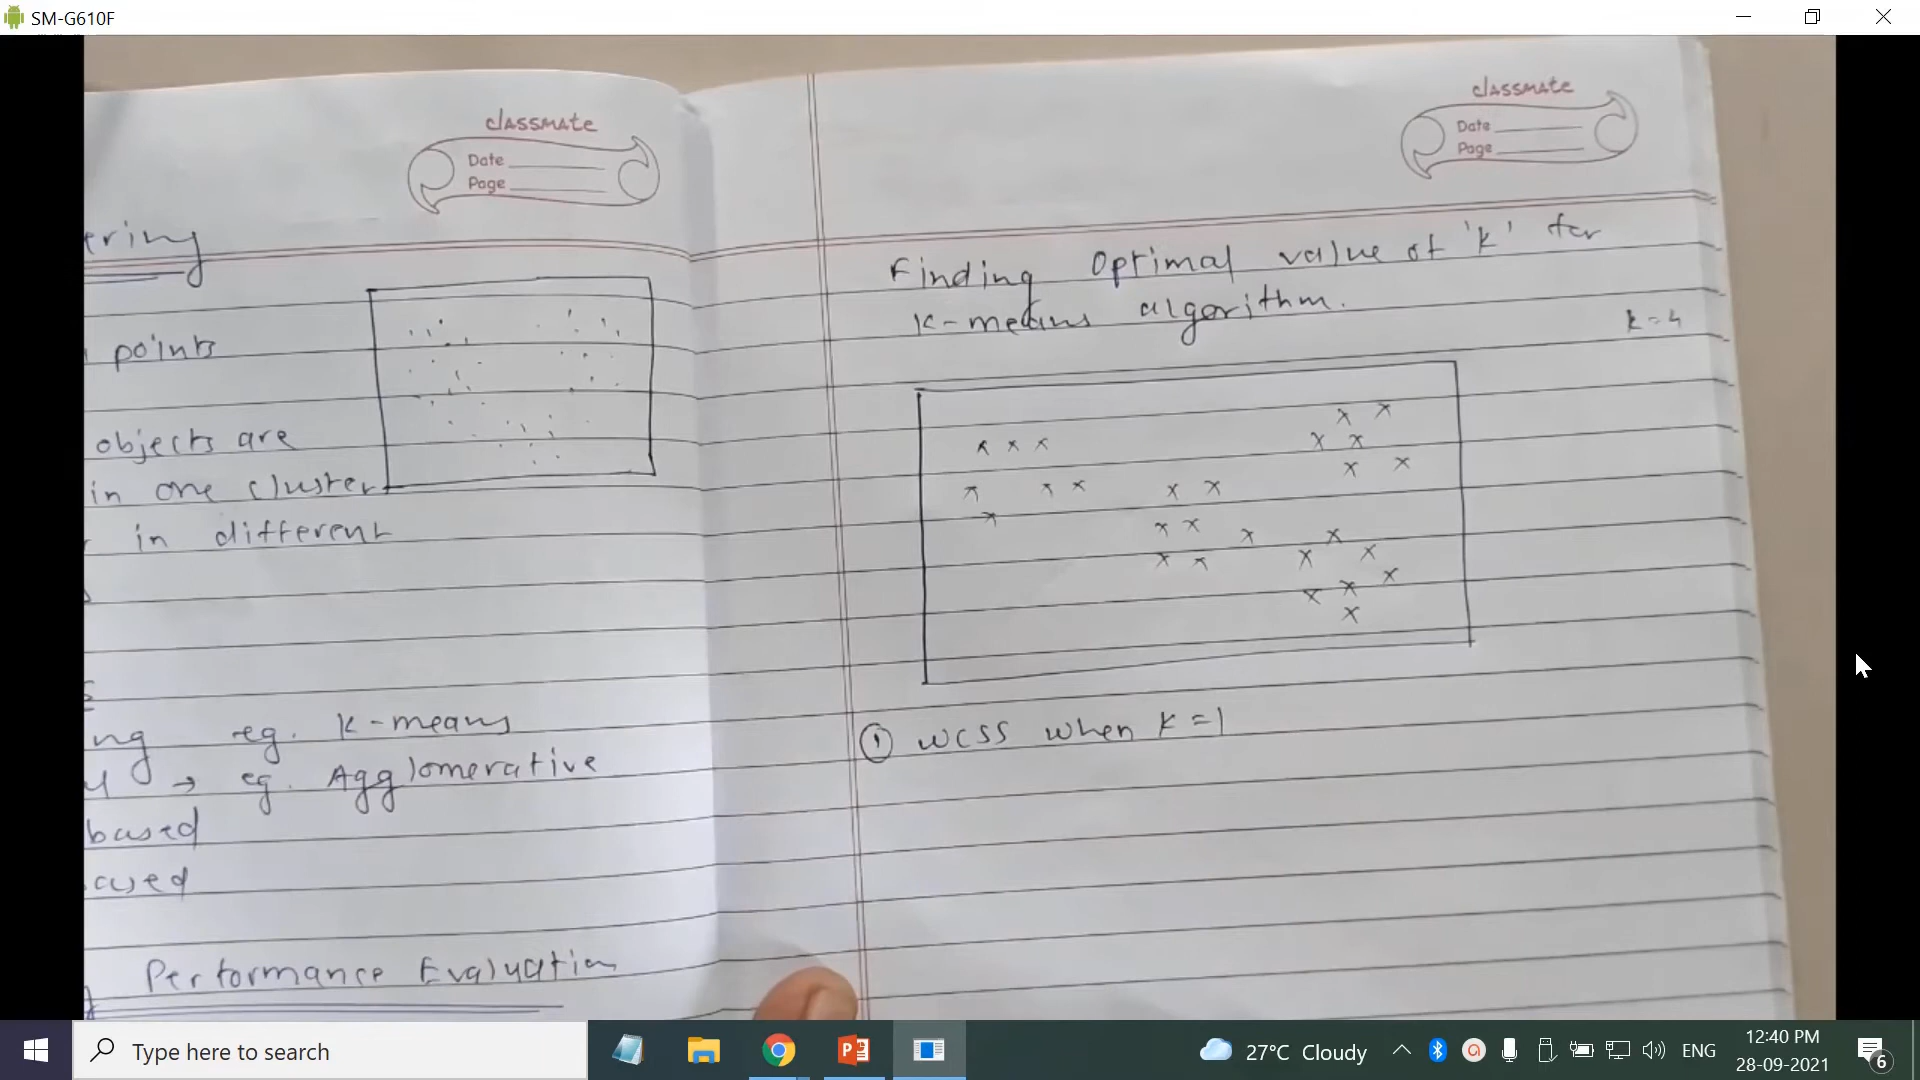 SM-G610F
classmate
Date
Page
ering
points
objects are
in one cluster
in different
ng eg. K-means
→ eg. Agglomerative
based
Performance Evaluation
classmate
Date
Page
Finding Optimal value of 'k' for
K-means algorithm.
k=4
① WCSS when K=1
Type here to search
27°C Cloudy
ENG
12:40 PM
28-09-2021
6